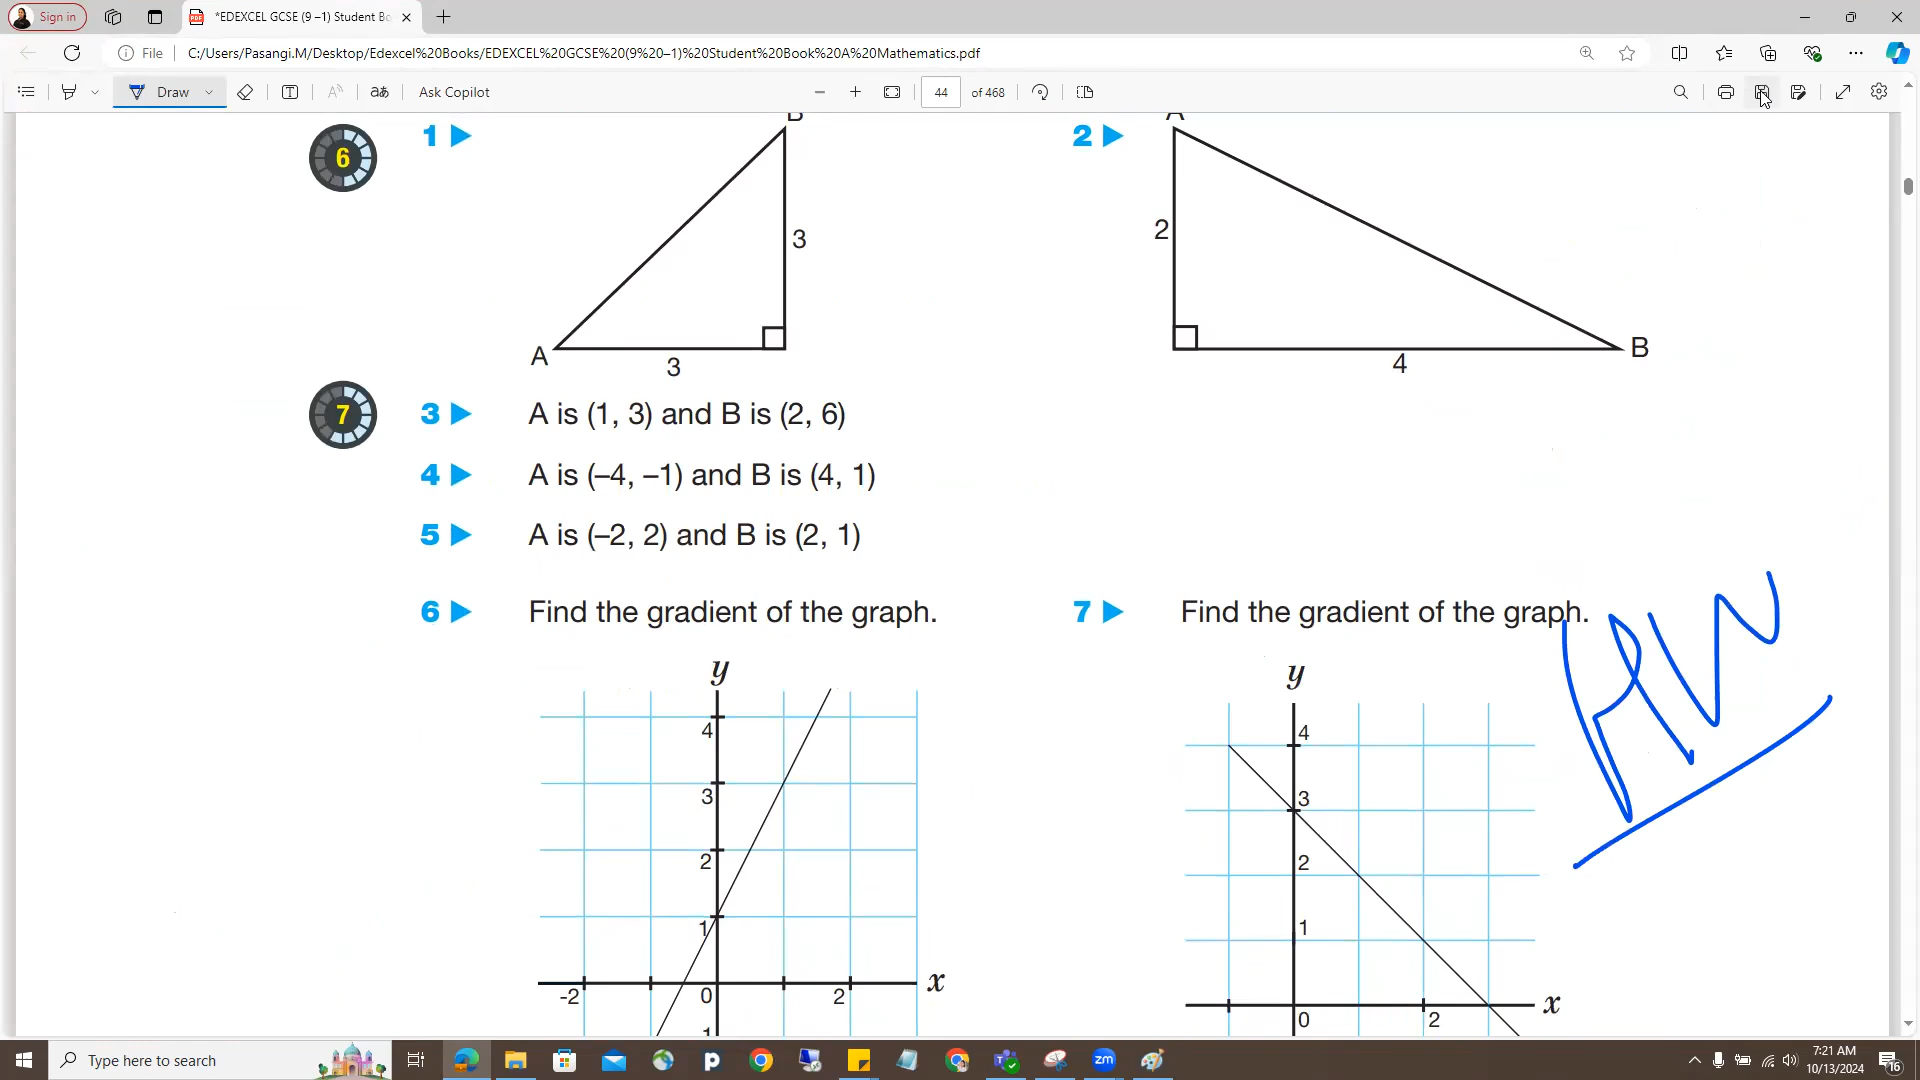 Sign in
*EDEXCEL GCSE (9 –1) Student Bo
File
C:/Users/Pasangi.M/Desktop/Edexcel%20Books/EDEXCEL%20GCSE%20(9%20–1)%20Student%20Book%20A%20Mathematics.pdf
Draw
aあ
Ask Copilot
44 of 468
6
1
B
3
A
3
2
A
2
4
B
7
3 A is (1, 3) and B is (2, 6)
4 A is (–4, –1) and B is (4, 1)
5 A is (–2, 2) and B is (2, 1)
6 Find the gradient of the graph.
7 Find the gradient of the graph.
HW
y
4
3
2
1
-2
0
2
x
1
y
4
3
2
1
0
2
x
Type here to search
zm
7:21 AM
10/13/2024
16